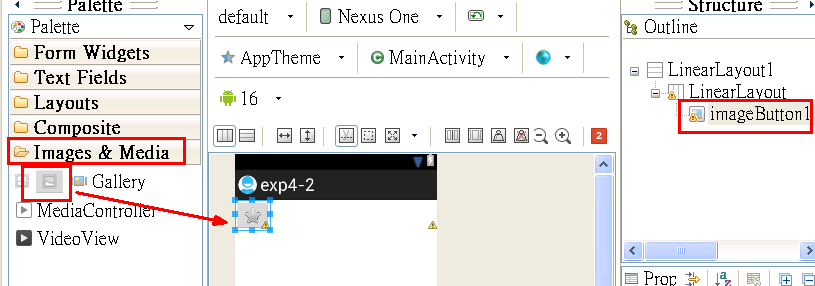 Palette
Palette
Form Widgets
Text Fields
Layouts
Composite
Images & Media
Gallery
MediaController
VideoView
default
Nexus One
AppTheme
MainActivity
16
2
exp4-2
Structure
Outline
LinearLayout1
LinearLayout
imageButton1
Prop